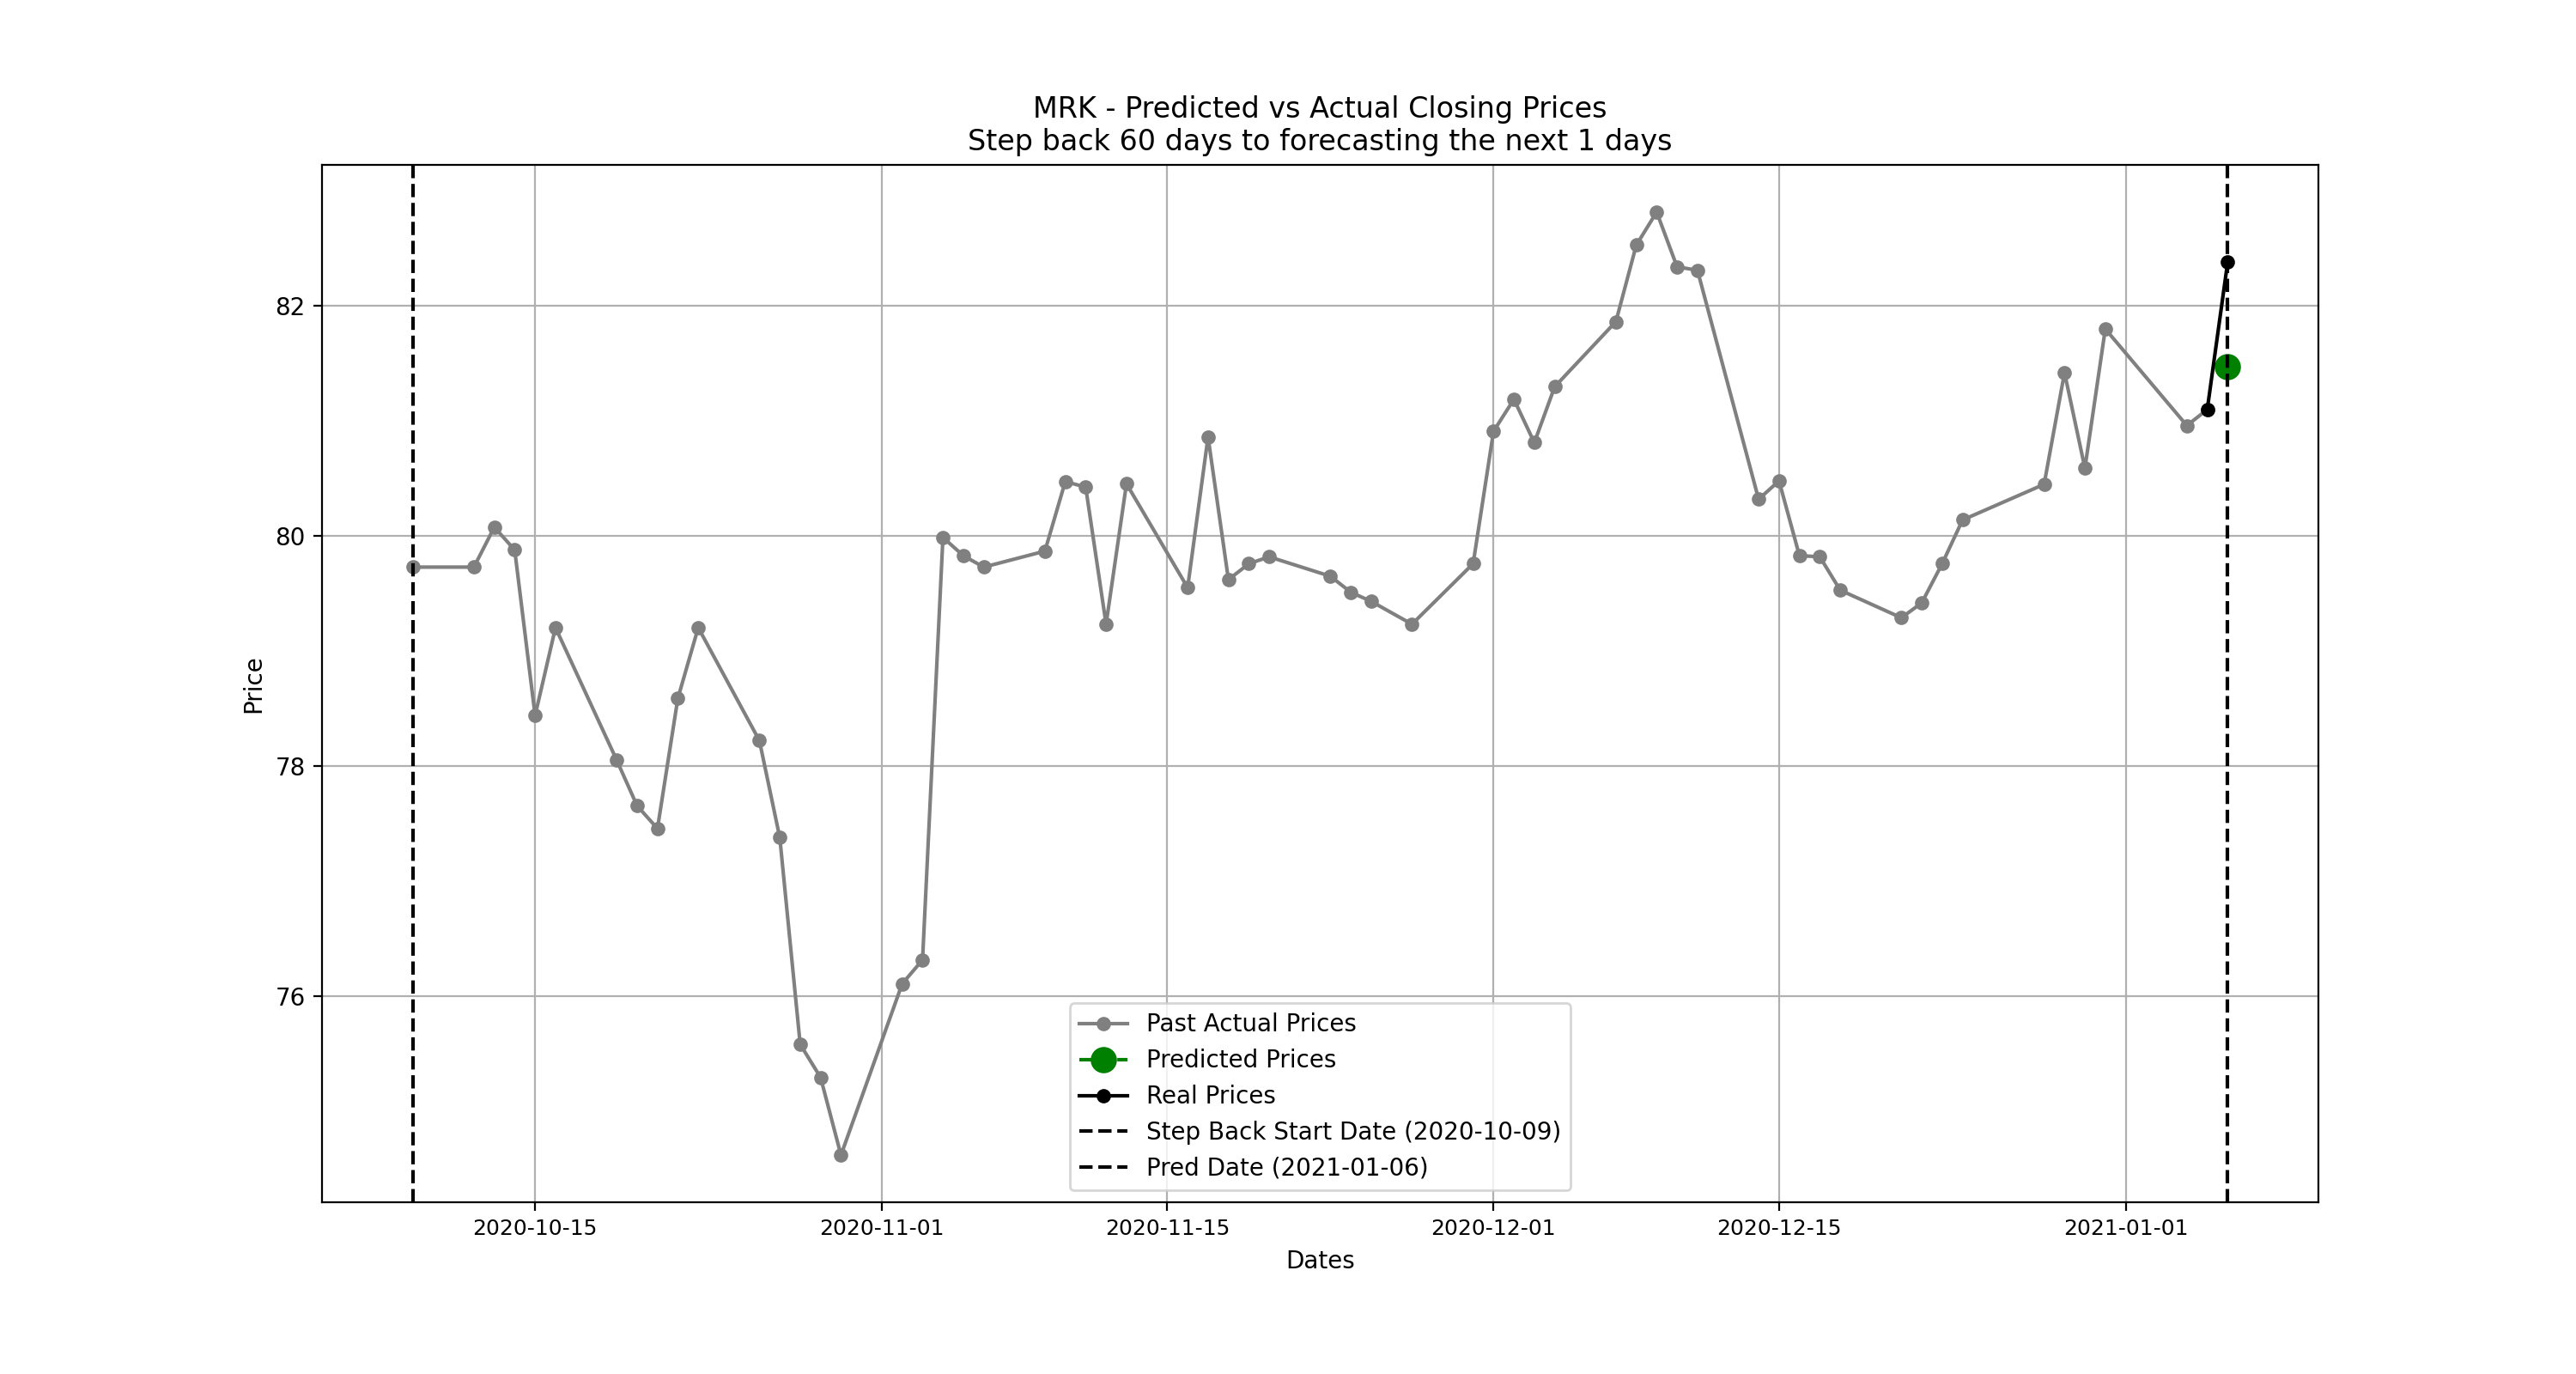 MRK - Predicted vs Actual Closing Prices
Step back 60 days to forecasting the next 1 days
82
80
78
76
Price
Past Actual Prices
Predicted Prices
Real Prices
Step Back Start Date (2020-10-09)
Pred Date (2021-01-06)
2020-10-15 2020-11-01 2020-11-15 2020-12-01 2020-12-15 2021-01-01
Dates